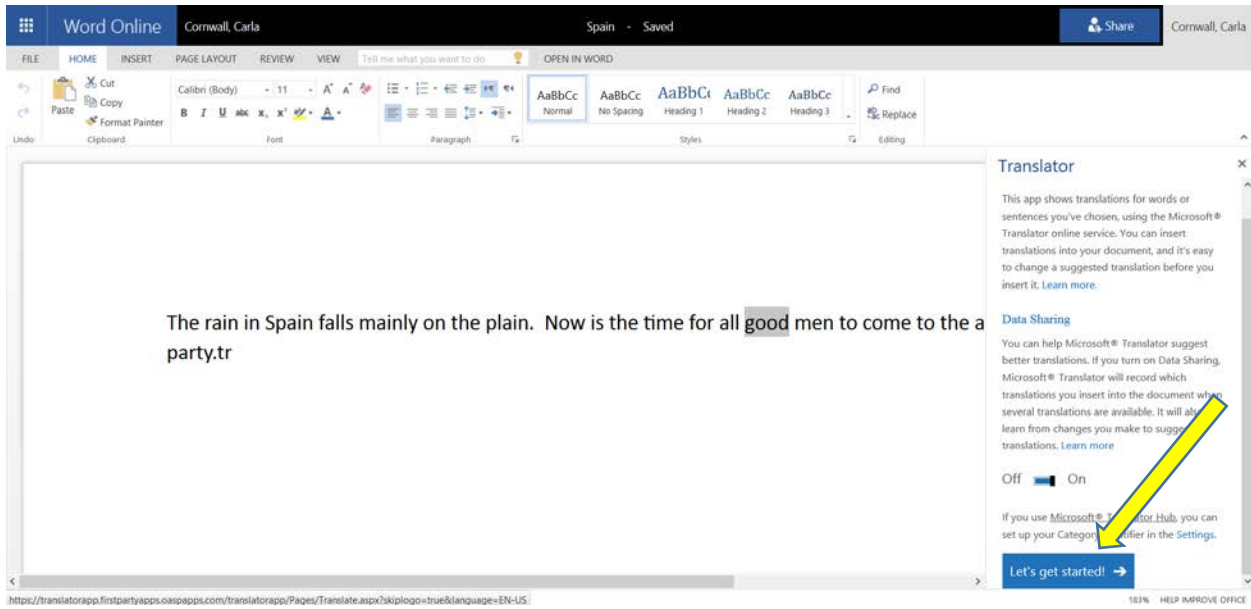 Word Online Cornwall, Carla Spain - Saved Share Cornwall, Carla
FILE HOME INSERT PAGE LAYOUT REVIEW VIEW Tell me what you want to do OPEN IN WORD
Cut
Copy
Paste
Format Painter
Calibri (Body) 11
B I U abc x₂ x² A
AaBbCc AaBbCc AaBbCc AaBbCc AaBbCc
Normal No Spacing Heading 1 Heading 2 Heading 3
Find
Replace
Undo Clipboard Font Paragraph Styles Editing
The rain in Spain falls mainly on the plain. Now is the time for all good men to come to the a
party.tr
Translator
This app shows translations for words or
sentences you've chosen, using the Microsoft®
Translator online service. You can insert
translations into your document, and it's easy
to change a suggested translation before you
insert it. Learn more.
Data Sharing
You can help Microsoft® Translator suggest
better translations. If you turn on Data Sharing,
Microsoft® Translator will record which
translations you insert into the document when
several translations are available. It will
learn from changes you make to
translations. Learn more
Off On
If you use Microsoft® Hub, you can
set up your Category in the Settings.
Let's get started!
https://translatorapp.firstpartyapps.oaspapps.com/translatorapp/Pages/Translate.aspx?skiplogo=true&language=EN-US
183% HELP IMPROVE OFFICE